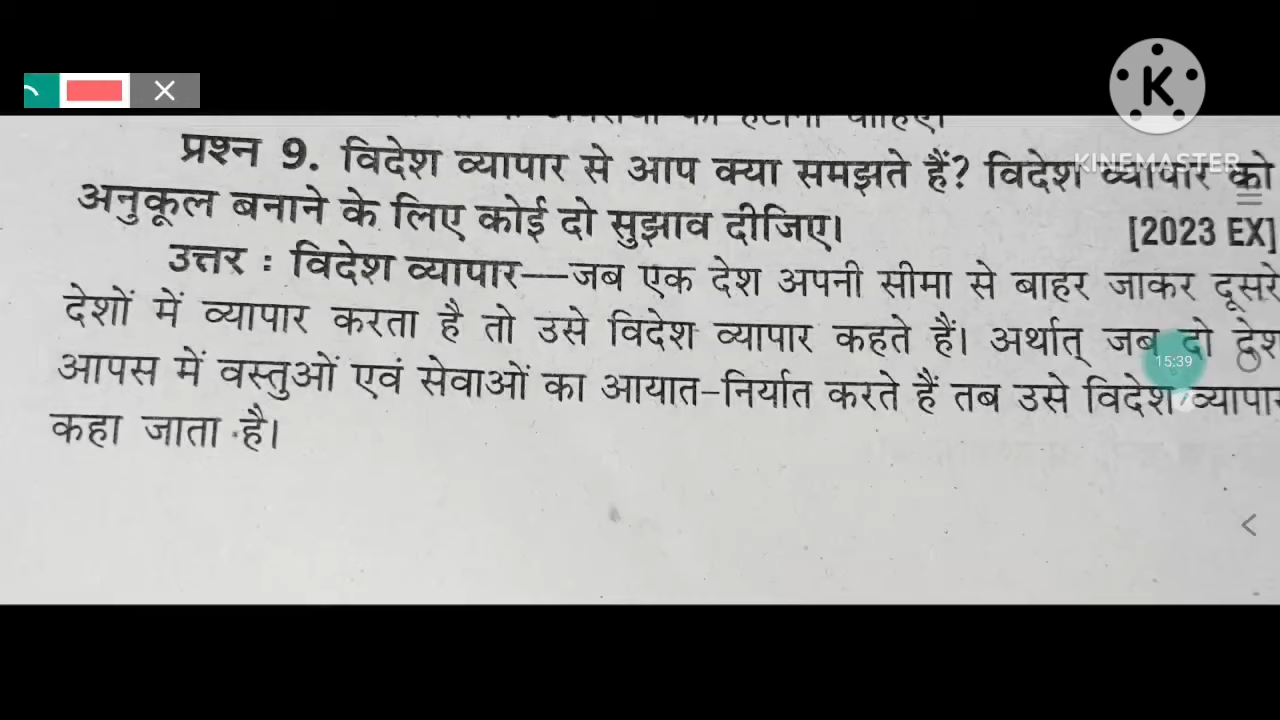 K
KINEMASTER
प्रश्न 9. विदेश व्यापार से आप क्या समझते हैं? विदेश व्यापार को
अनुकूल बनाने के लिए कोई दो सुझाव दीजिए।
[2023 EX]
उत्तर : विदेश व्यापार—जब एक देश अपनी सीमा से बाहर जाकर दूसरे
देशों में व्यापार करता है तो उसे विदेश व्यापार कहते हैं। अर्थात् जब दो देश
15:39
आपस में वस्तुओं एवं सेवाओं का आयात-निर्यात करते हैं तब उसे विदेश व्यापार
कहा जाता है।